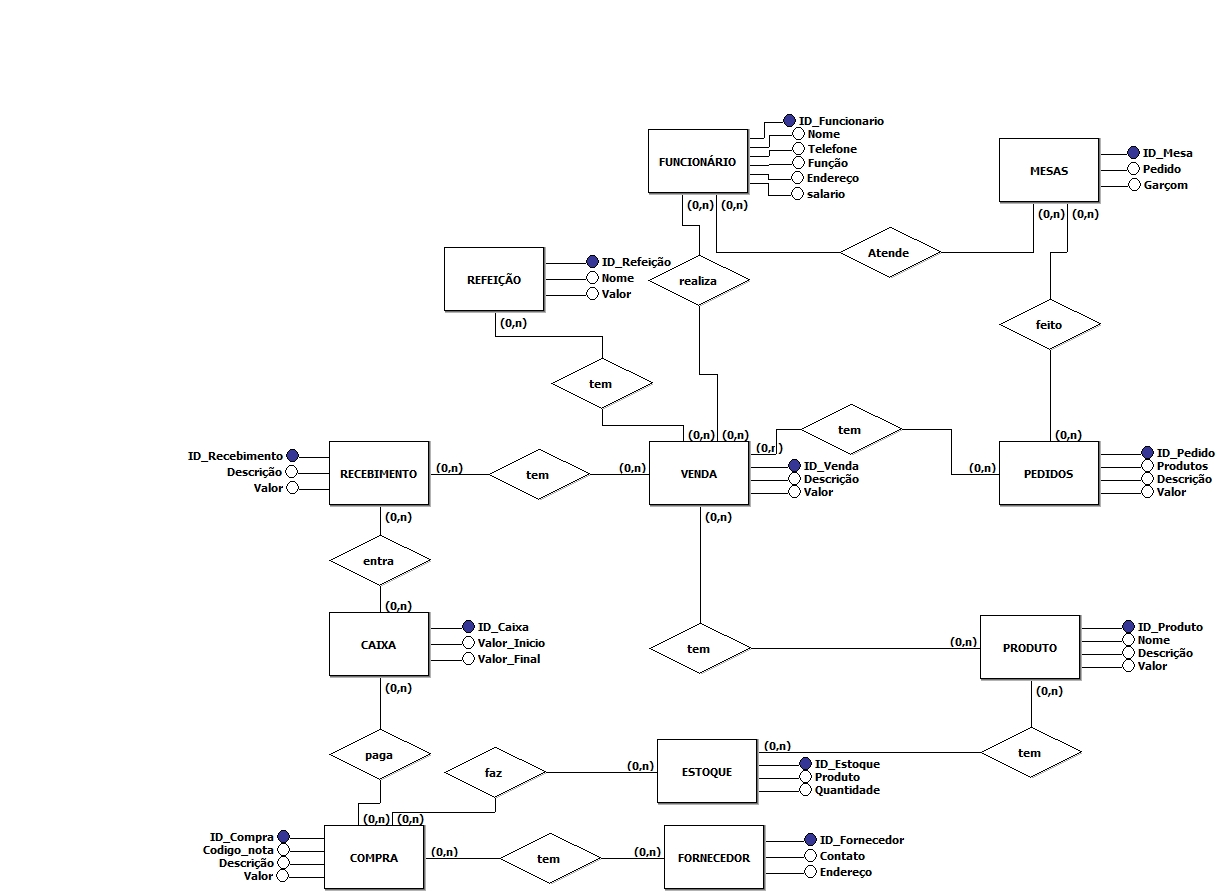 ID_Funcionario
Nome
Telefone
Função
Endereço
salario
FUNCIONÁRIO
(0,n)
(0,n)
MESAS
ID_Mesa
Pedido
Garçom
(0,n)
(0,n)
Atende
REFEIÇÃO
ID_Refeição
Nome
Valor
(0,n)
realiza
feito
tem
(0,n)
(0,n)
(0,n)
tem
(0,n)
(0,n)
ID_Recebimento
Descrição
Valor
RECEBIMENTO
(0,n)
tem
(0,n)
VENDA
ID_Venda
Descrição
Valor
PEDIDOS
ID_Pedido
Produtos
Descrição
Valor
(0,n)
(0,n)
entra
(0,n)
CAIXA
ID_Caixa
Valor_Inicio
Valor_Final
(0,n)
tem
(0,n)
PRODUTO
ID_Produto
Nome
Descrição
Valor
(0,n)
paga
faz
(0,n)
ESTOQUE
(0,n)
ID_Estoque
Produto
Quantidade
tem
(0,n)
(0,n)
ID_Compra
Codigo_nota
Descrição
Valor
COMPRA
(0,n)
tem
(0,n)
FORNECEDOR
ID_Fornecedor
Contato
Endereço